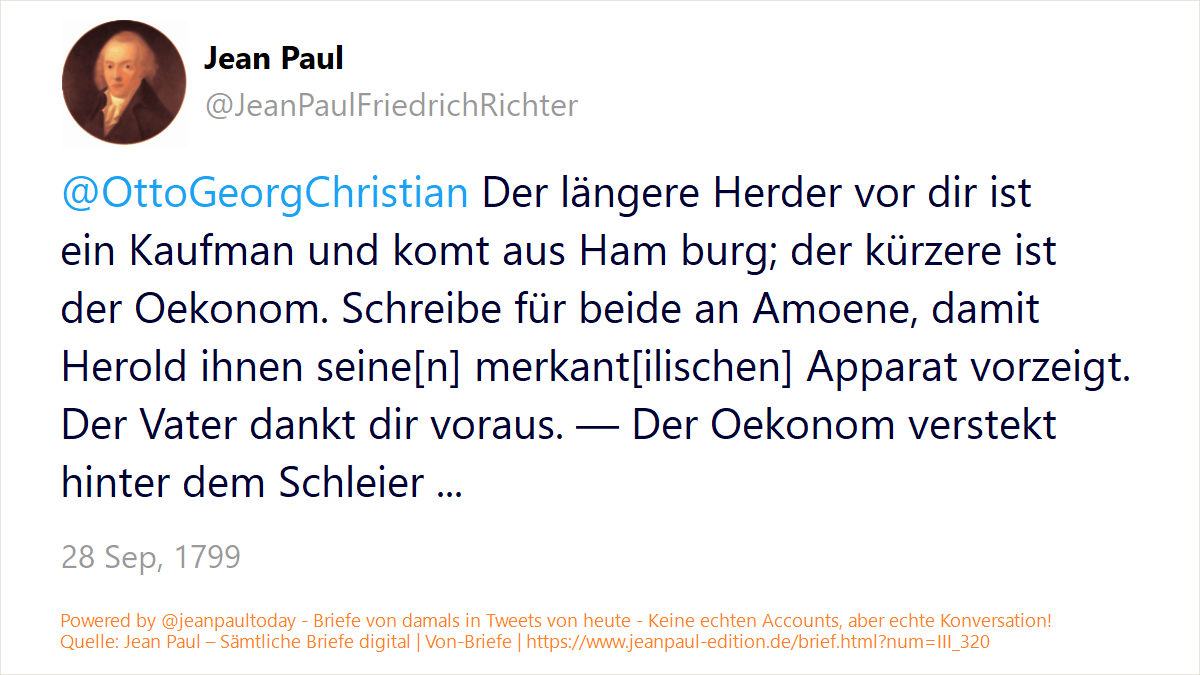 Jean Paul
@JeanPaulFriedrichRichter
@OttoGeorgChristian Der längere Herder vor dir ist
ein Kaufman und komt aus Ham burg; der kürzere ist
der Oekonom. Schreibe für beide an Amoene, damit
Herold ihnen seine[n] merkant[ilischen] Apparat vorzeigt.
Der Vater dankt dir voraus. — Der Oekonom verstekt
hinter dem Schleier ...
28 Sep, 1799
Powered by @jeanpaultoday - Briefe von damals in Tweets von heute - Keine echten Accounts, aber echte Konversation!
Quelle: Jean Paul – Sämtliche Briefe digital | Von-Briefe | https://www.jeanpaul-edition.de/brief.html?num=III_320